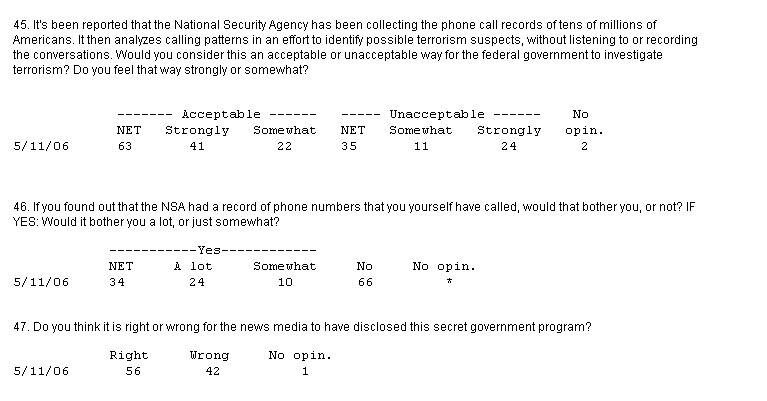 45. It's been reported that the National Security Agency has been collecting the phone call records of tens of millions of
Americans. It then analyzes calling patterns in an effort to identify possible terrorism suspects, without listening to or recording
the conversations. Would you consider this an acceptable or unacceptable way for the federal government to investigate
terrorism? Do you feel that way strongly or somewhat?
------- Acceptable ------ ----- Unacceptable ------ No
NET Strongly Somewhat NET Somewhat Strongly opin.
5/11/06 63 41 22 35 11 24 2
46. If you found out that the NSA had a record of phone numbers that you yourself have called, would that bother you, or not? IF
YES: Would it bother you a lot, or just somewhat?
-----------Yes------------
NET A lot Somewhat No No opin.
5/11/06 34 24 10 66 *
47. Do you think it is right or wrong for the news media to have disclosed this secret government program?
Right Wrong No opin.
5/11/06 56 42 1